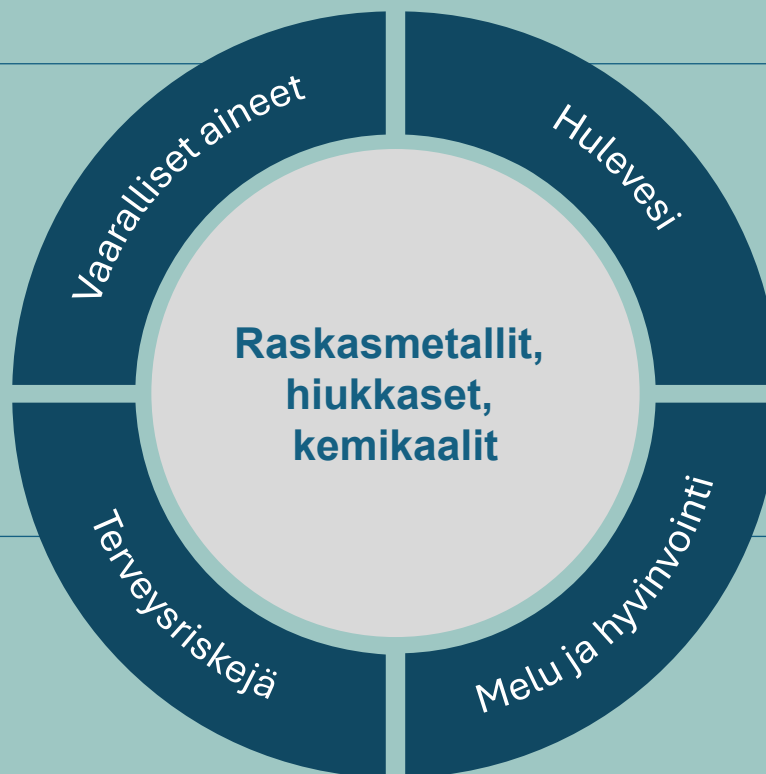 Vaaralliset aineet
Hulevesi
Raskasmetallit,
hiukkaset,
kemikaalit
Terveysriskejä
Melu ja hyvinvointi